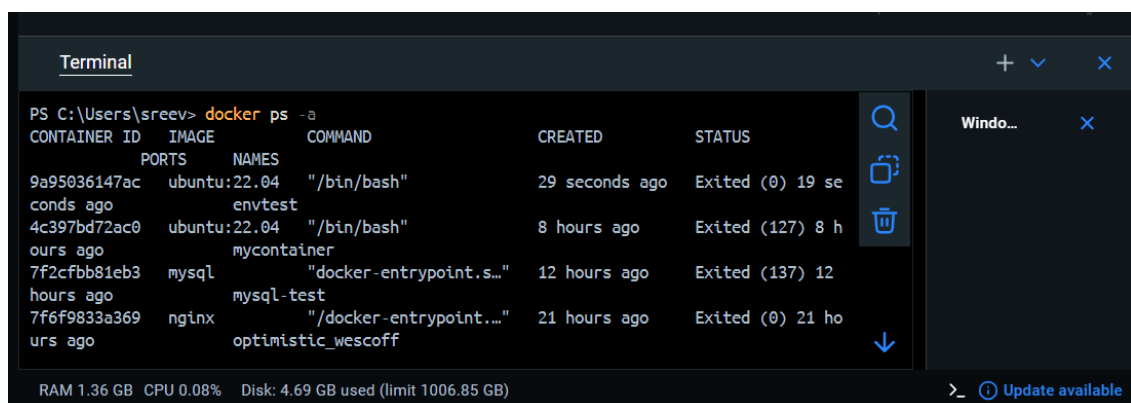 Terminal
PS C:\Users\sreev> docker ps -a
CONTAINER ID   IMAGE          COMMAND                  CREATED          STATUS
          PORTS     NAMES
9a95036147ac   ubuntu:22.04   "/bin/bash"              29 seconds ago   Exited (0) 19 se
conds ago             envtest
4c397bd72ac0   ubuntu:22.04   "/bin/bash"              8 hours ago      Exited (127) 8 h
ours ago              mycontainer
7f2cfbb81eb3   mysql          "docker-entrypoint.s…"   12 hours ago     Exited (137) 12
hours ago             mysql-test
7f6f9833a369   nginx          "/docker-entrypoint.…"   21 hours ago     Exited (0) 21 ho
urs ago               optimistic_wescoff
Windo...
RAM 1.36 GB CPU 0.08% Disk: 4.69 GB used (limit 1006.85 GB)
Update available